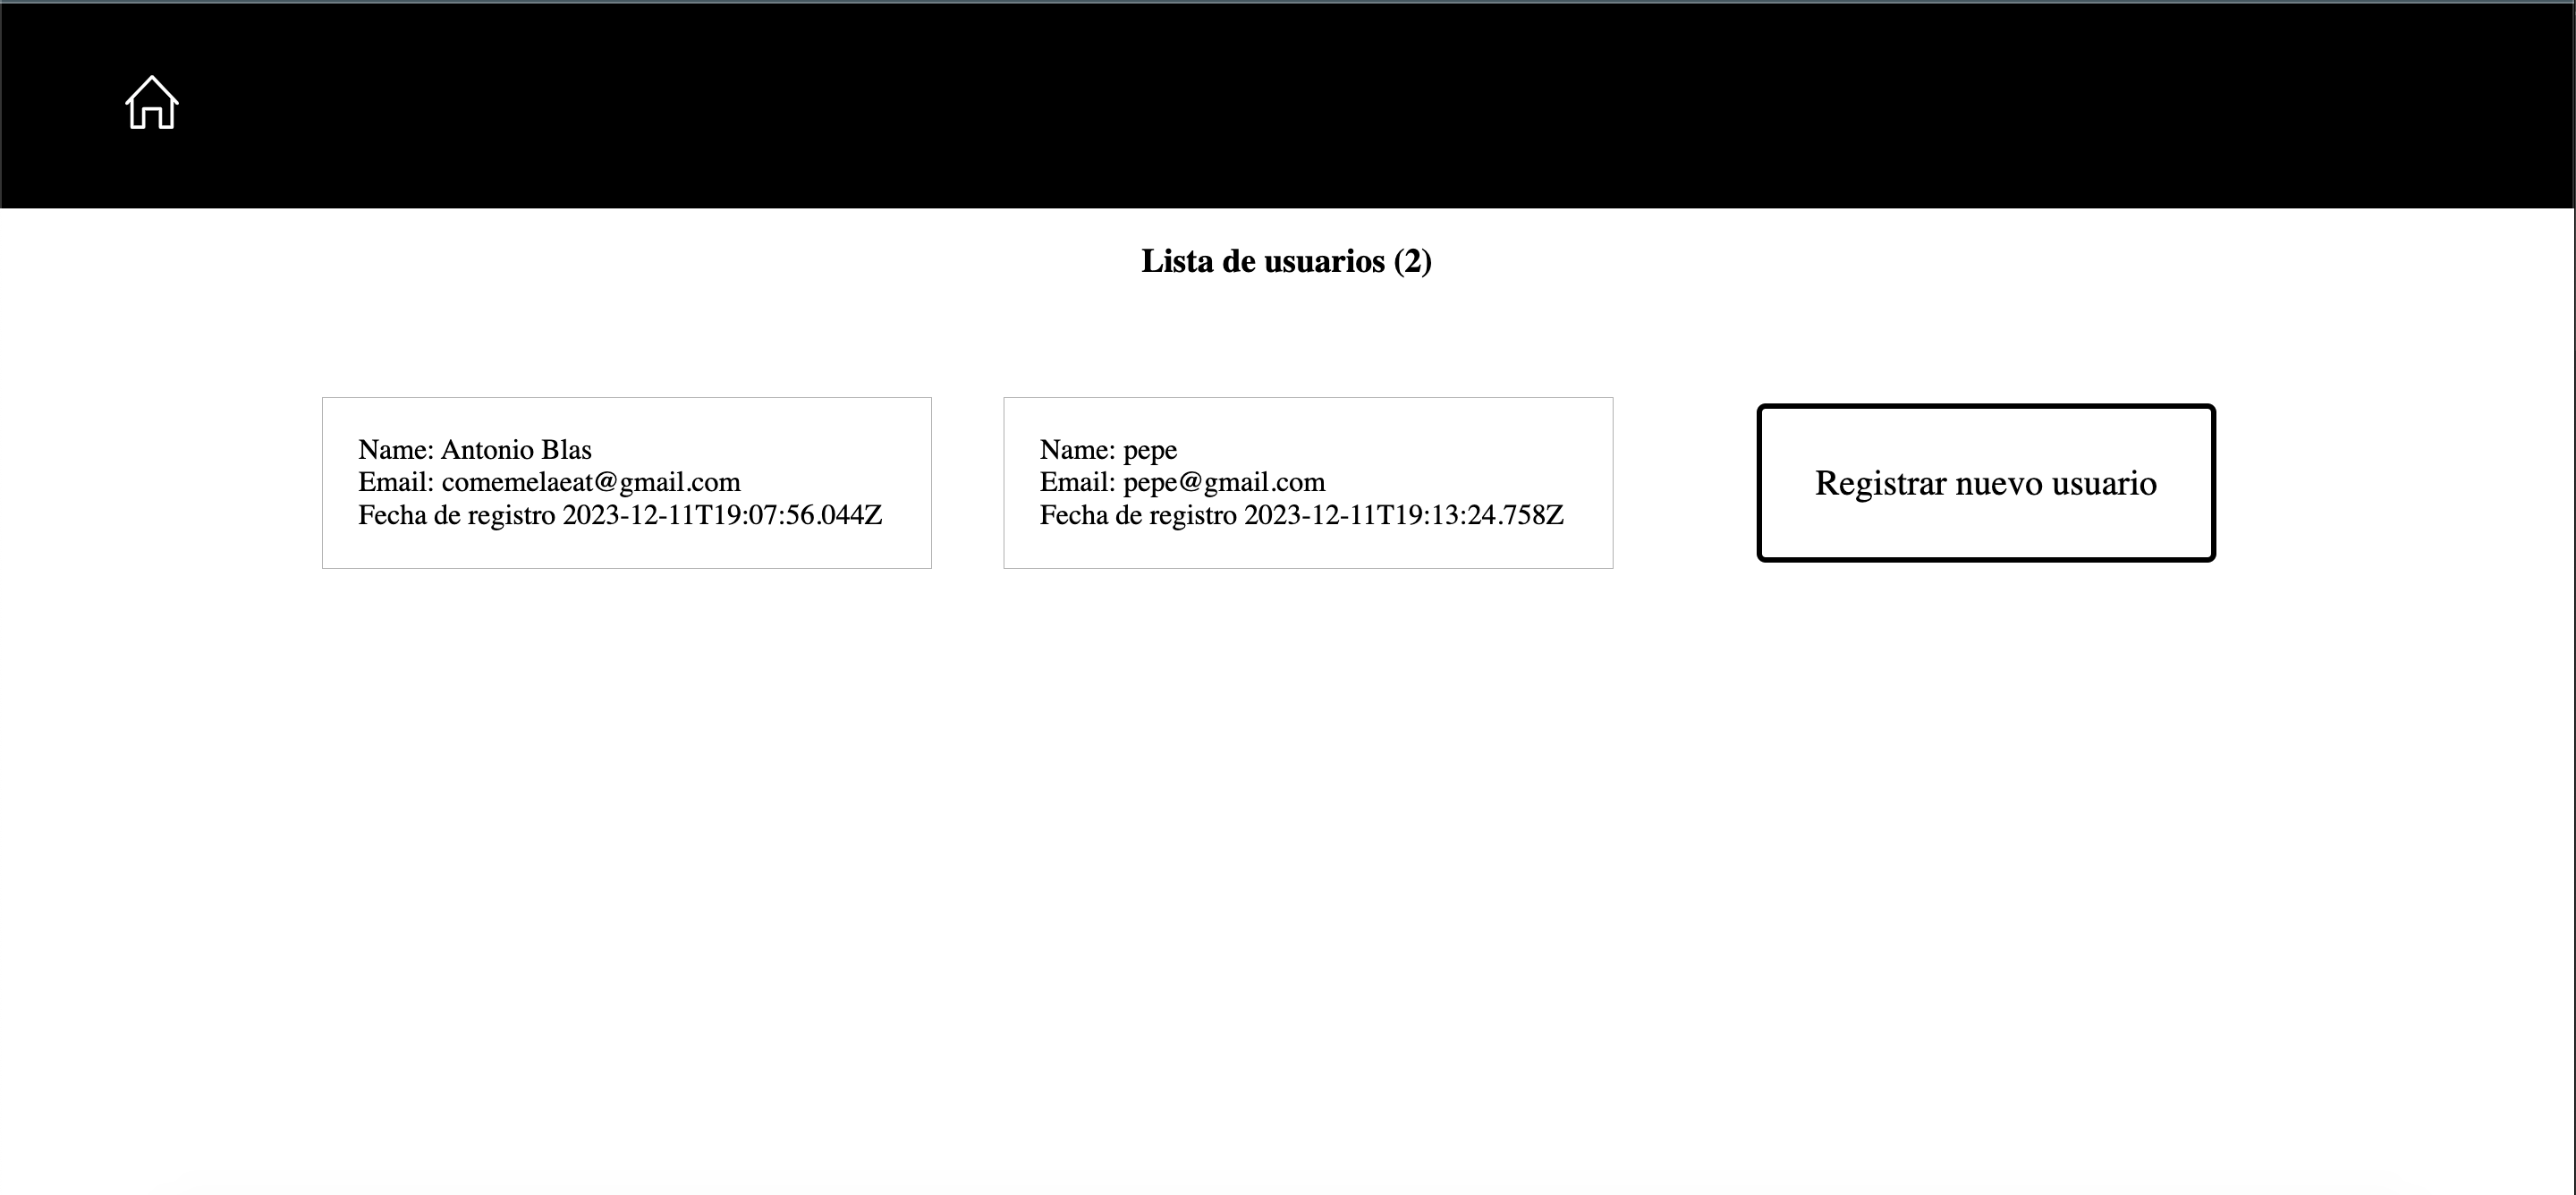 Lista de usuarios (2)
Name: Antonio Blas
Email: comemelaeat@gmail.com
Fecha de registro 2023-12-11T19:07:56.044Z
Name: pepe
Email: pepe@gmail.com
Fecha de registro 2023-12-11T19:13:24.758Z
Registrar nuevo usuario